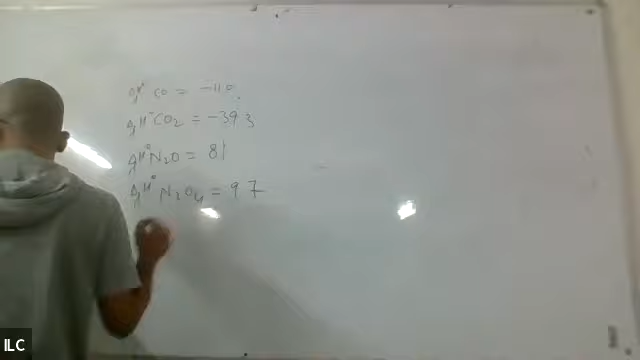 ΔfH° CO = -110.
ΔfH° CO2 = -393
ΔfH° N2O = 81
ΔfH° N2O4 = 97
ILC